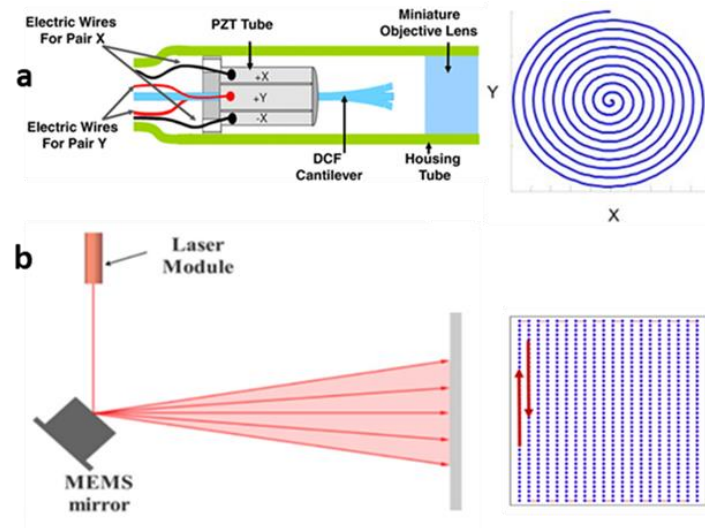 Electric Wires
For Pair X
PZT Tube
Miniature
Objective Lens
a
+X
+Y
-X
Y
Electric Wires
For Pair Y
DCF
Cantilever
Housing
Tube
X
b
Laser
Module
MEMS
mirror